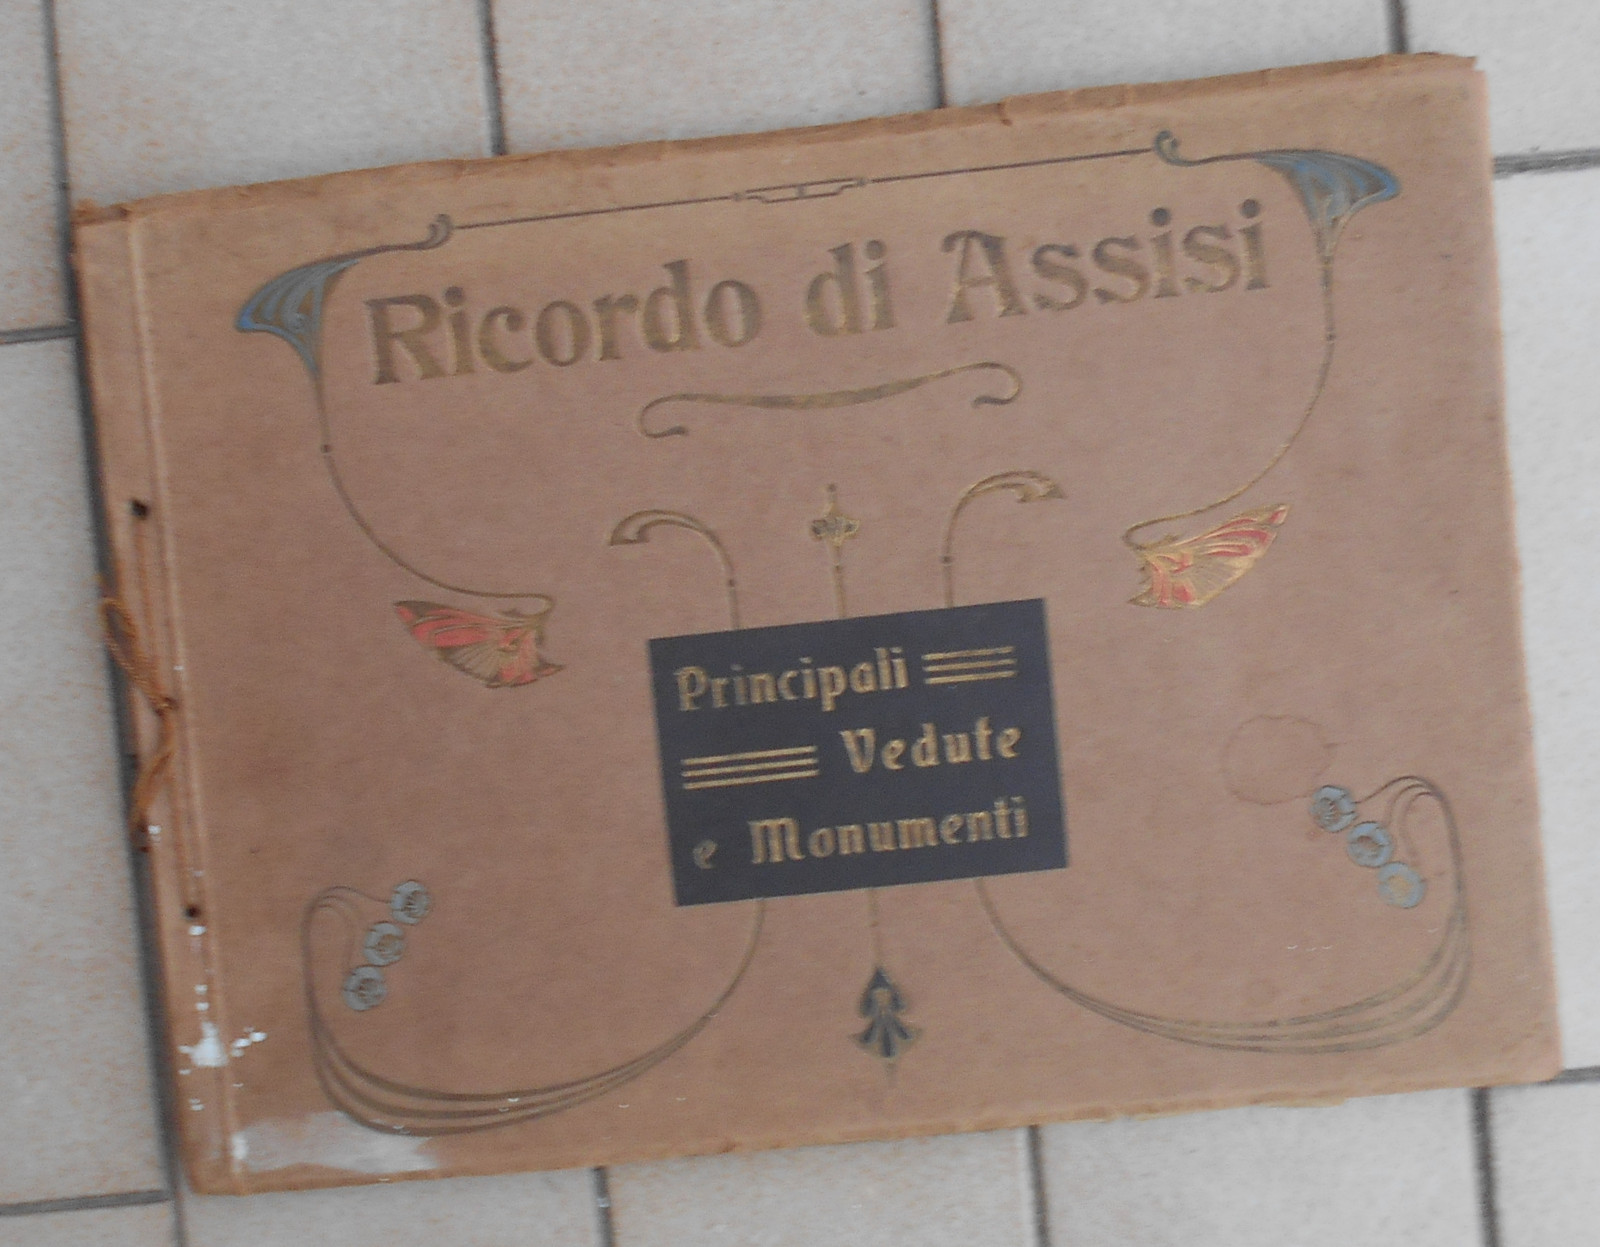 Ricordo di Assisi
Principali
Vedute
e Monumenti